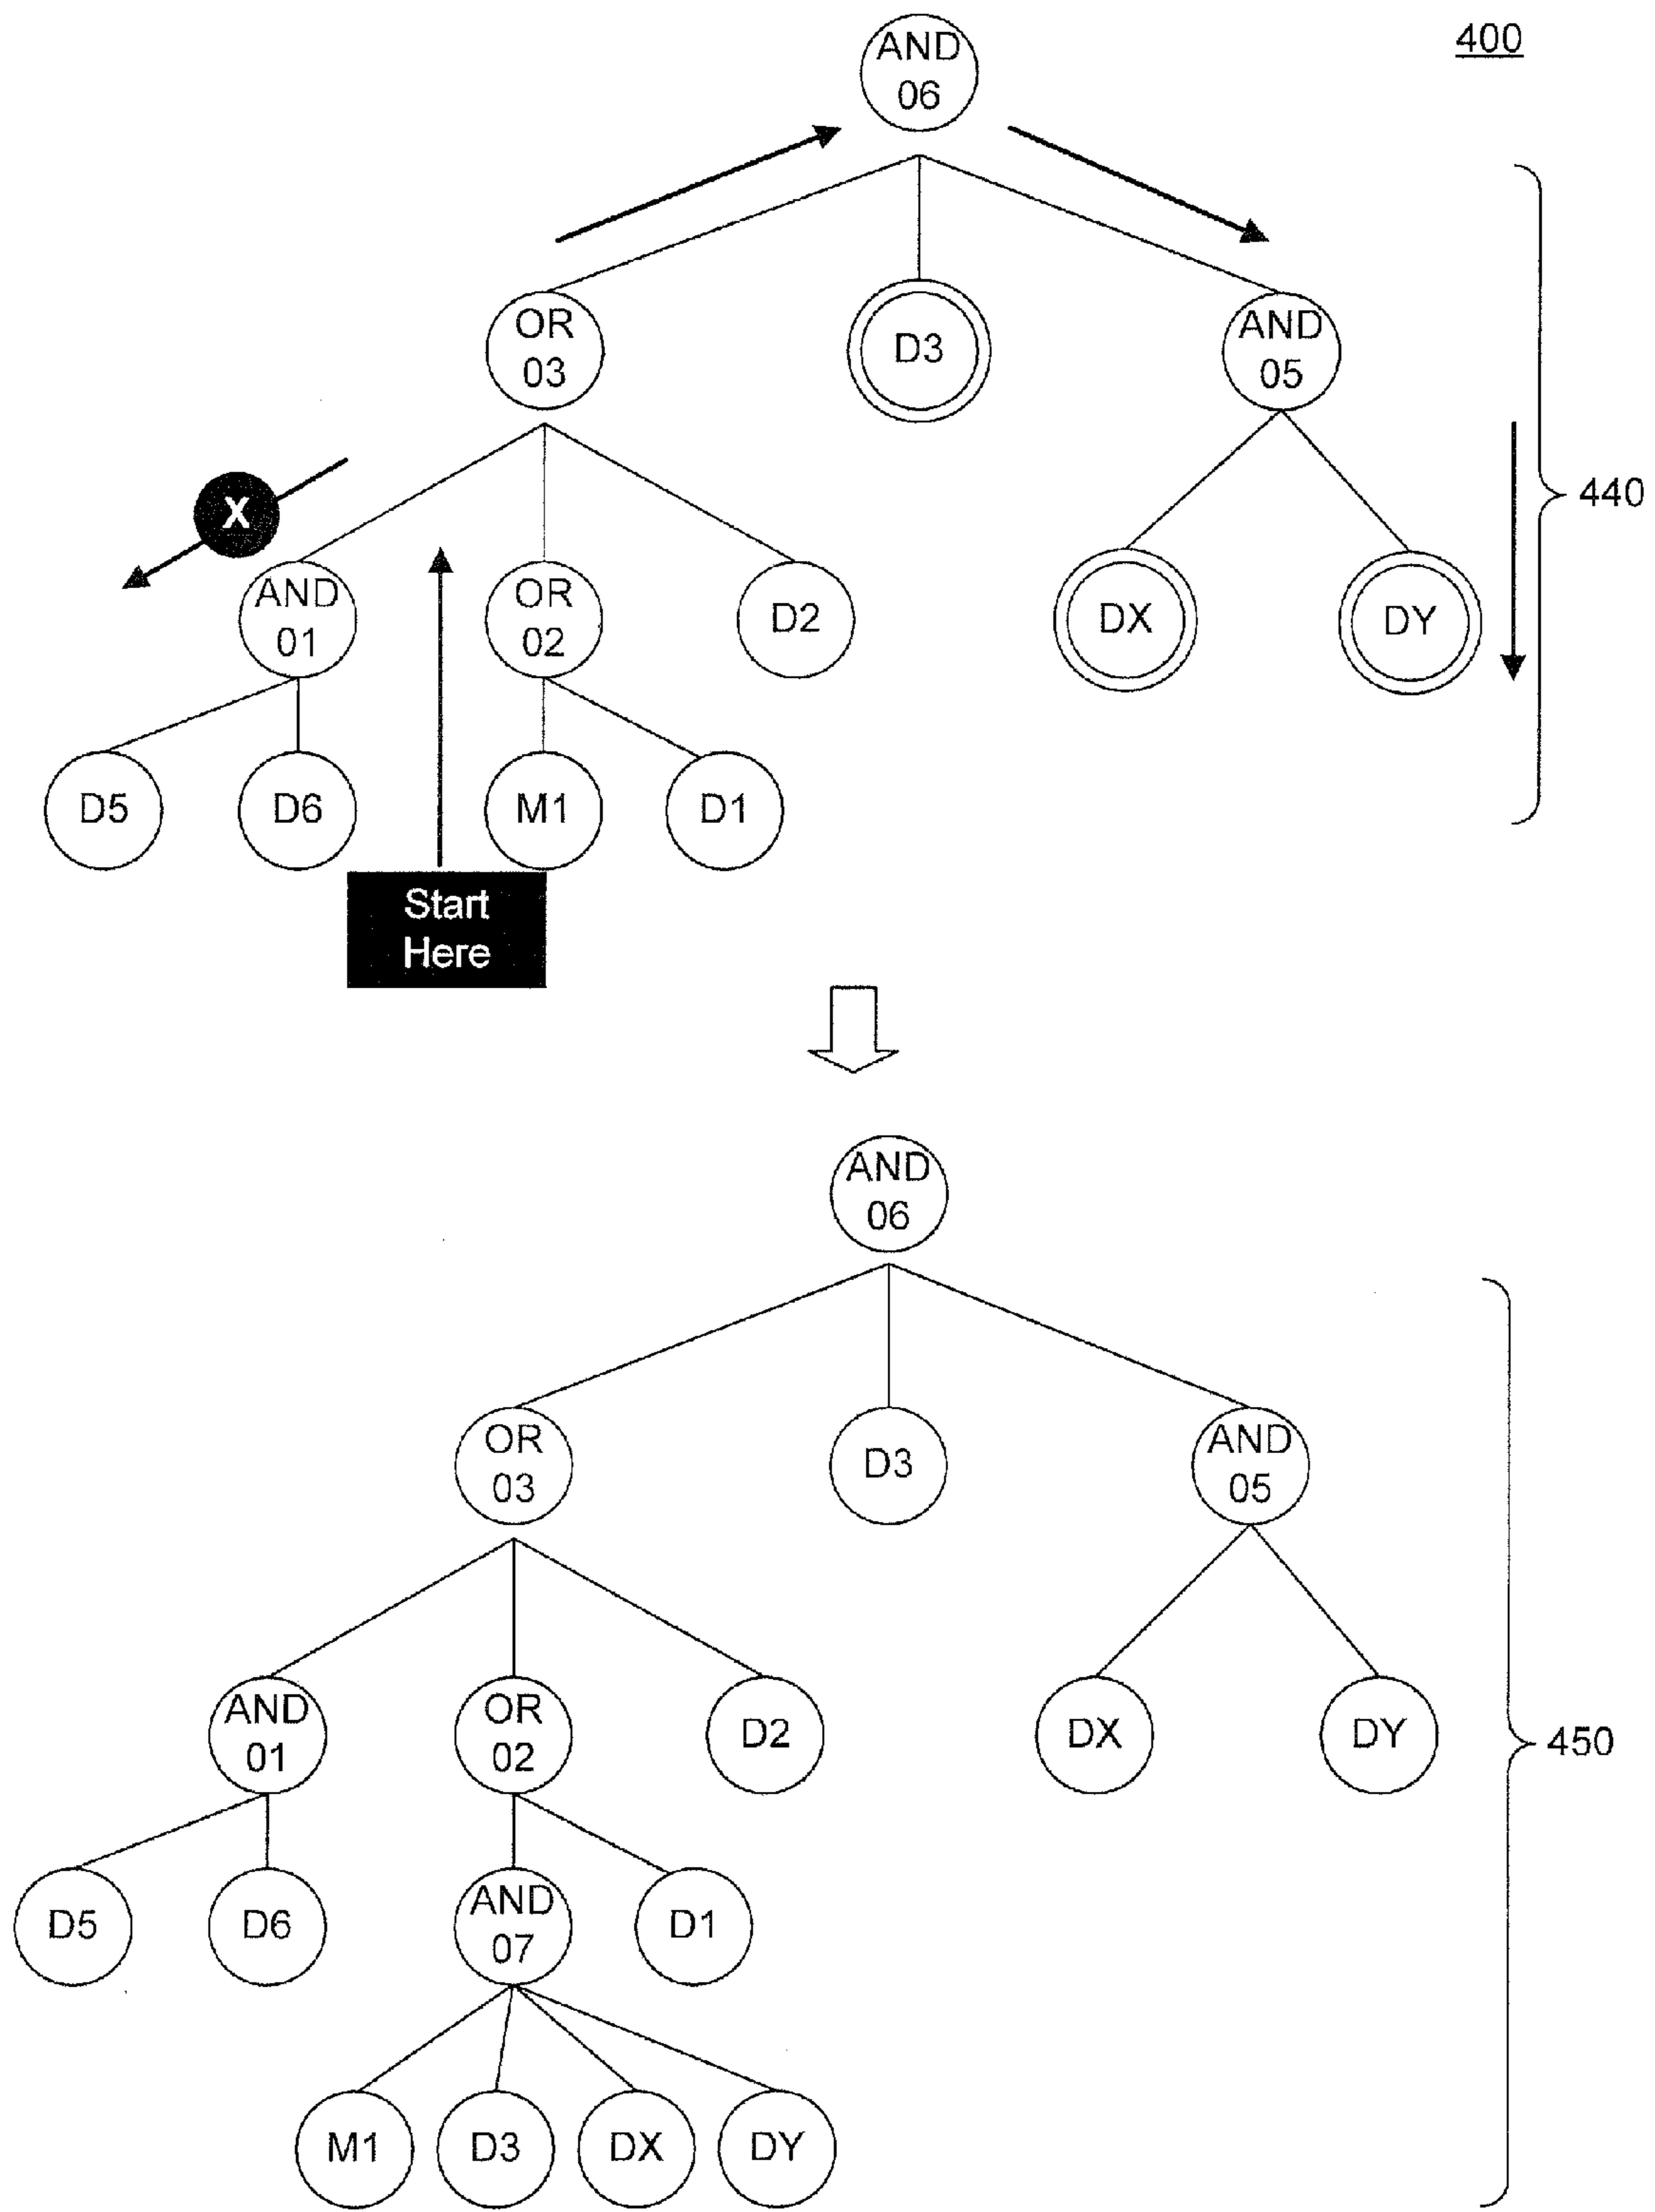 400
AND
06
OR
03
D3
AND
05
440
X
AND
01
OR
02
D2
DX
DY
D5
D6
M1
D1
Start
Here
AND
06
OR
03
D3
AND
05
AND
01
OR
02
D2
DX
DY
450
D5
D6
AND
07
D1
M1
D3
DX
DY